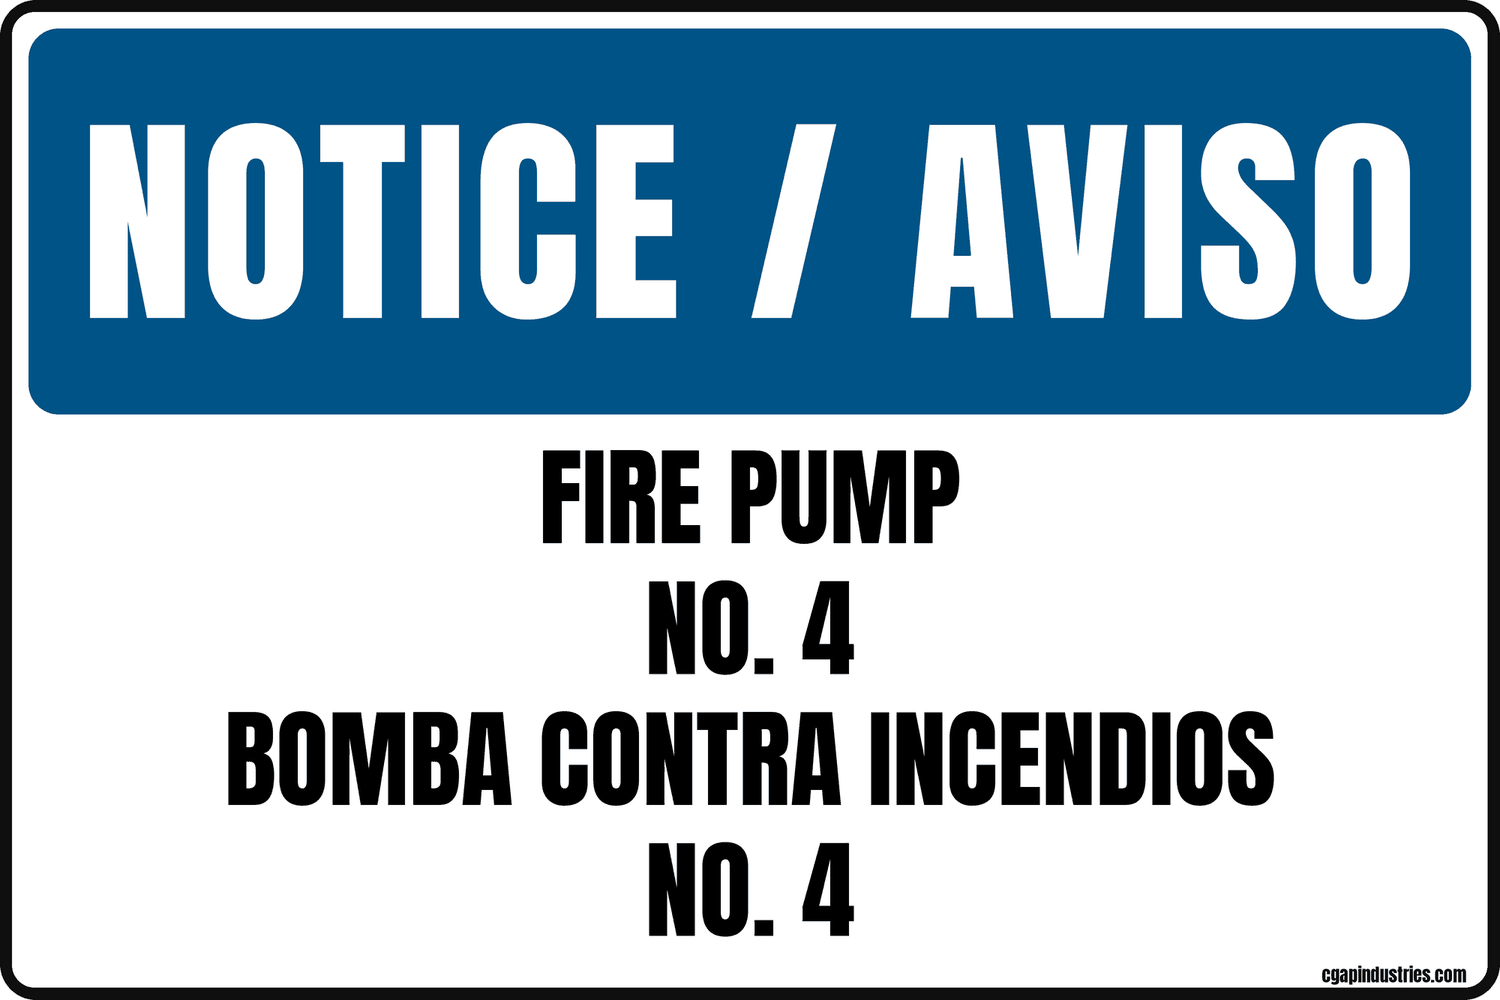 NOTICE / AVISO
FIRE PUMP
NO. 4
BOMBA CONTRA INCENDIOS
NO. 4
cgapindustries.com